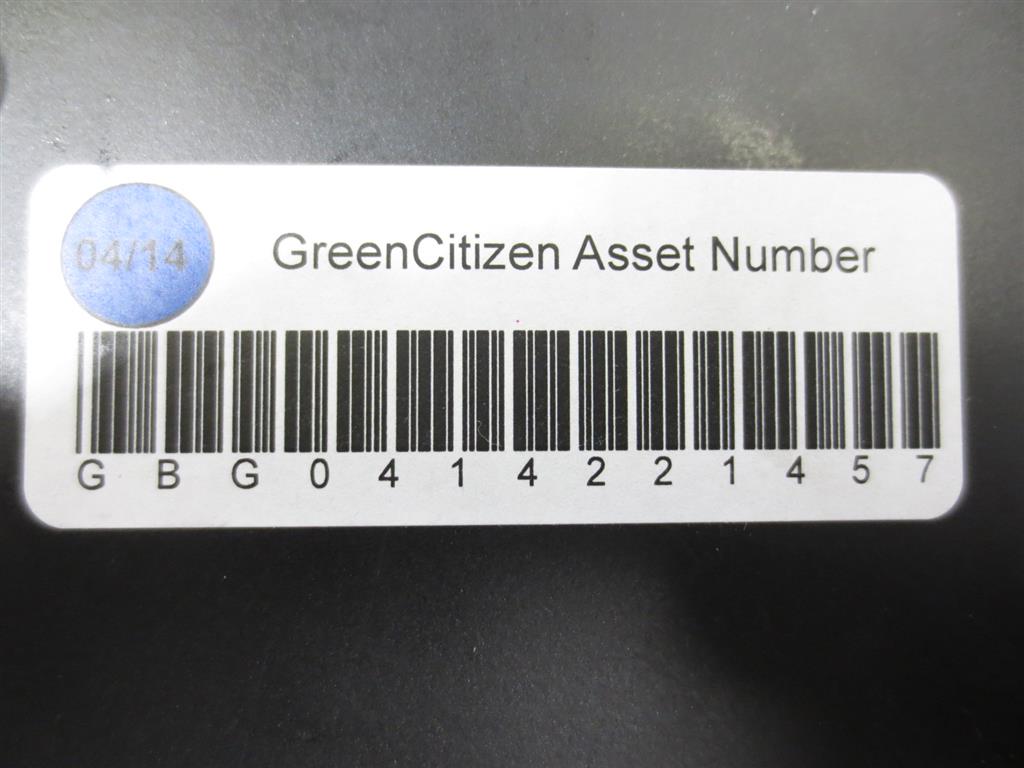 04/14
GreenCitizen Asset Number
G B G 0 4 1 4 2 2 1 4 5 7